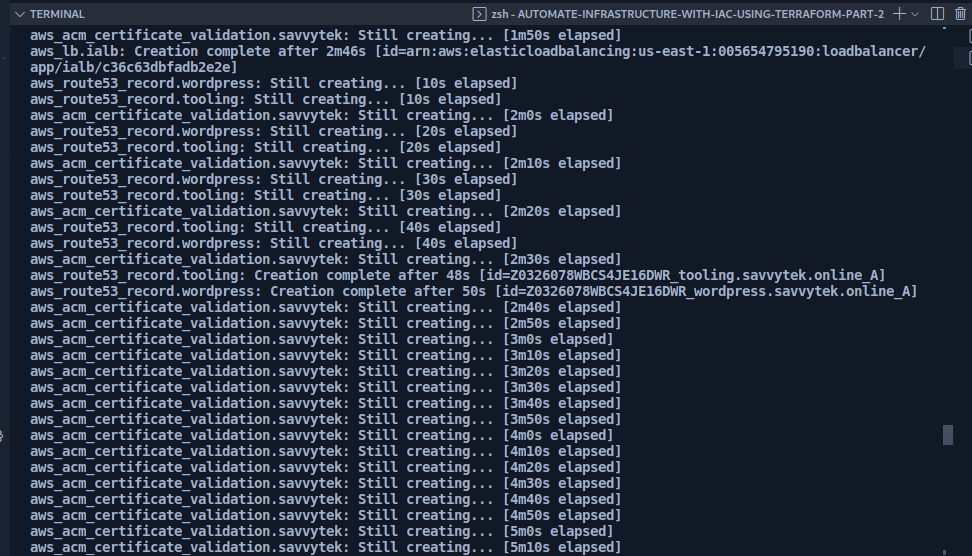 TERMINAL
zsh - AUTOMATE-INFRASTRUCTURE-WITH-IAC-USING-TERRAFORM-PART-2
aws_acm_certificate_validation.savvytek: Still creating... [1m50s elapsed]
aws_lb.ialb: Creation complete after 2m46s [id=arn:aws:elasticloadbalancing:us-east-1:005654795190:loadbalancer/
app/ialb/c36c63dbfadb2e2e]
aws_route53_record.wordpress: Still creating... [10s elapsed]
aws_route53_record.tooling: Still creating... [10s elapsed]
aws_acm_certificate_validation.savvytek: Still creating... [2m0s elapsed]
aws_route53_record.wordpress: Still creating... [20s elapsed]
aws_route53_record.tooling: Still creating... [20s elapsed]
aws_acm_certificate_validation.savvytek: Still creating... [2m10s elapsed]
aws_route53_record.wordpress: Still creating... [30s elapsed]
aws_route53_record.tooling: Still creating... [30s elapsed]
aws_acm_certificate_validation.savvytek: Still creating... [2m20s elapsed]
aws_route53_record.tooling: Still creating... [40s elapsed]
aws_route53_record.wordpress: Still creating... [40s elapsed]
aws_acm_certificate_validation.savvytek: Still creating... [2m30s elapsed]
aws_route53_record.tooling: Creation complete after 48s [id=Z0326078WBCS4JE16DWR_tooling.savvytek.online_A]
aws_route53_record.wordpress: Creation complete after 50s [id=Z0326078WBCS4JE16DWR_wordpress.savvytek.online_A]
aws_acm_certificate_validation.savvytek: Still creating... [2m40s elapsed]
aws_acm_certificate_validation.savvytek: Still creating... [2m50s elapsed]
aws_acm_certificate_validation.savvytek: Still creating... [3m0s elapsed]
aws_acm_certificate_validation.savvytek: Still creating... [3m10s elapsed]
aws_acm_certificate_validation.savvytek: Still creating... [3m20s elapsed]
aws_acm_certificate_validation.savvytek: Still creating... [3m30s elapsed]
aws_acm_certificate_validation.savvytek: Still creating... [3m40s elapsed]
aws_acm_certificate_validation.savvytek: Still creating... [3m50s elapsed]
aws_acm_certificate_validation.savvytek: Still creating... [4m0s elapsed]
aws_acm_certificate_validation.savvytek: Still creating... [4m10s elapsed]
aws_acm_certificate_validation.savvytek: Still creating... [4m20s elapsed]
aws_acm_certificate_validation.savvytek: Still creating... [4m30s elapsed]
aws_acm_certificate_validation.savvytek: Still creating... [4m40s elapsed]
aws_acm_certificate_validation.savvytek: Still creating... [4m50s elapsed]
aws_acm_certificate_validation.savvytek: Still creating... [5m0s elapsed]
aws_acm_certificate_validation.savvytek: Still creating... [5m10s elapsed]